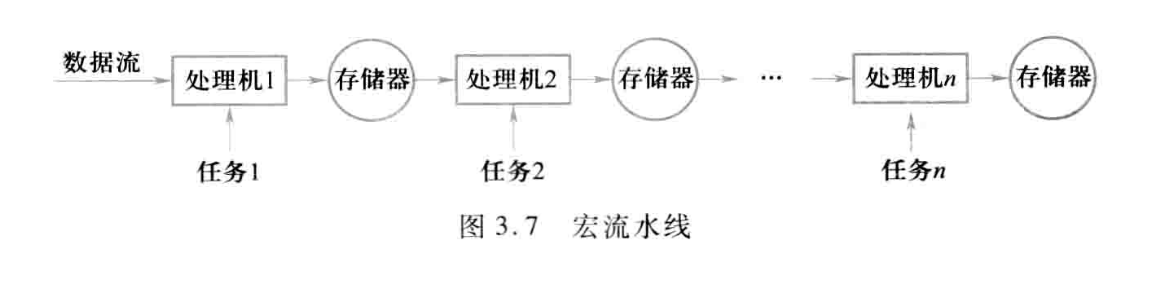 数据流
处理机1 存储器 处理机2 存储器 … 处理机n 存储器
任务1 任务2 任务n
图 3.7 宏流水线